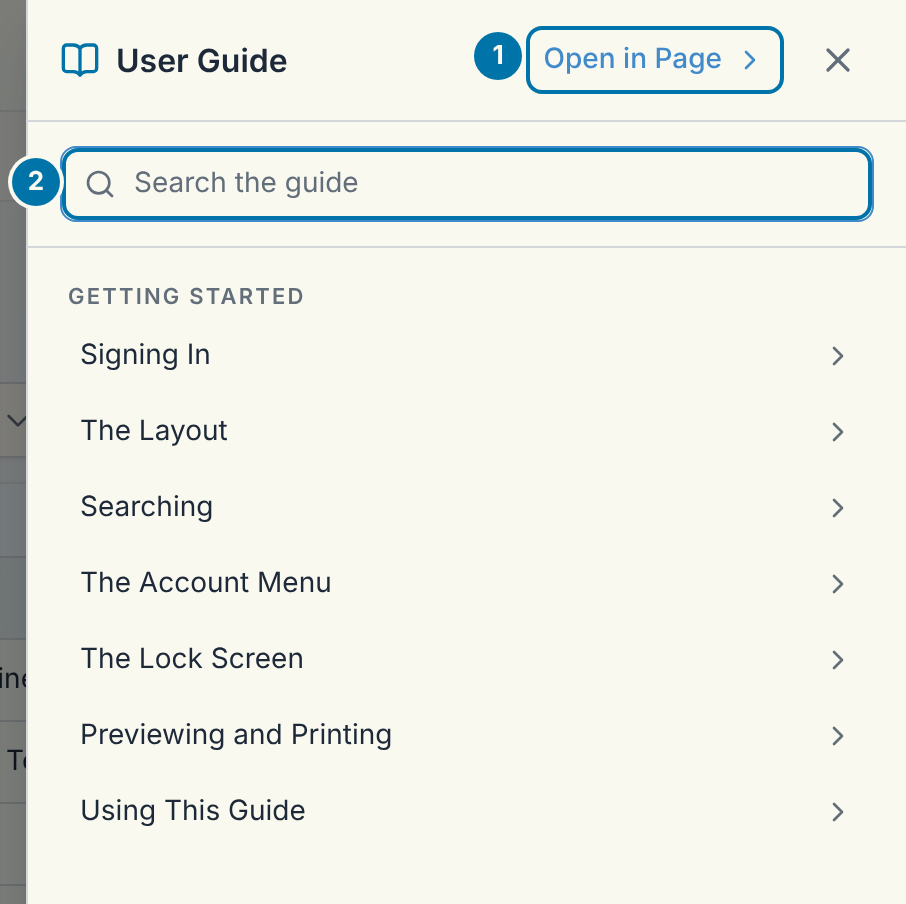 User Guide
1
Open in Page
2
Search the guide
GETTING STARTED
Signing In
The Layout
Searching
The Account Menu
The Lock Screen
Previewing and Printing
Using This Guide